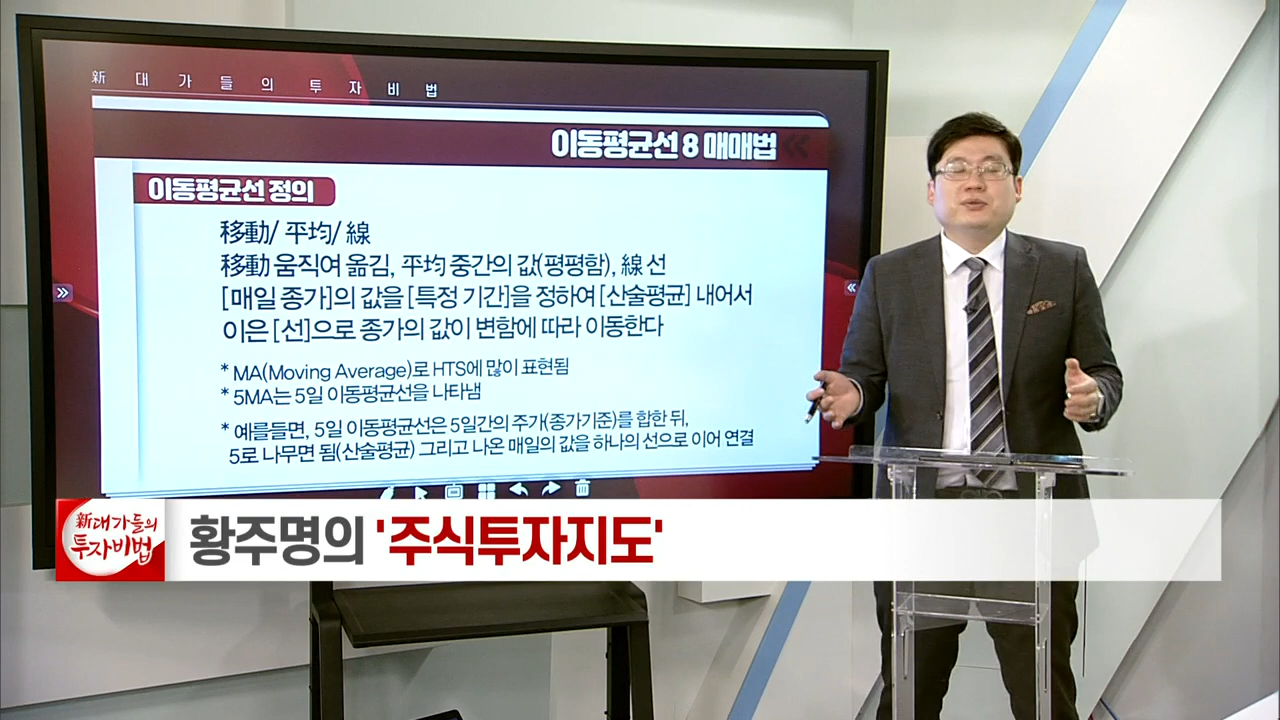 新 대 가 들 의 투 자 비 법
이동평균선 8 매매법
이동평균선 정의
移動/ 平均/ 線
移動 움직여 옮김, 平均 중간의 값(평평함), 線 선
[매일 종가]의 값을 [특정 기간]을 정하여 [산술평균] 내어서
이은 [선]으로 종가의 값이 변함에 따라 이동한다
* MA(Moving Average)로 HTS에 많이 표현됨
* 5MA는 5일 이동평균선을 나타냄
* 예를들면, 5일 이동평균선은 5일간의 주가(종가기준)를 합한 뒤,
5로 나무면 됨(산술평균) 그리고 나온 매일의 값을 하나의 선으로 이어 연결
新대가들의
투자비법
황주명의 '주식투자지도'